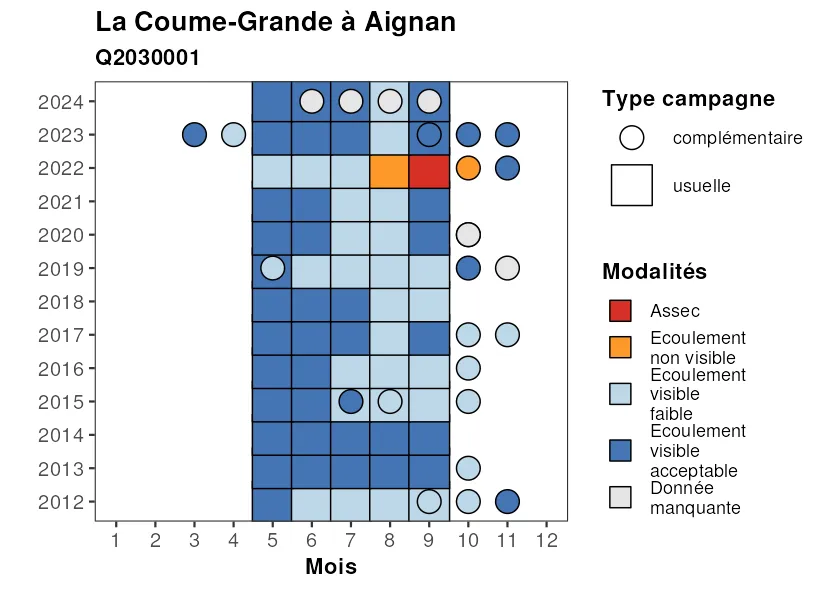 La Coume-Grande à Aignan
Q2030001
2024
2023
2022
2021
2020
2019
2018
2017
2016
2015
2014
2013
2012
1 2 3 4 5 6 7 8 9 10 11 12
Mois
Type campagne
complémentaire
usuelle
Modalités
Assec
Ecoulement
non visible
Ecoulement
visible
faible
Ecoulement
visible
acceptable
Donnée
manquante